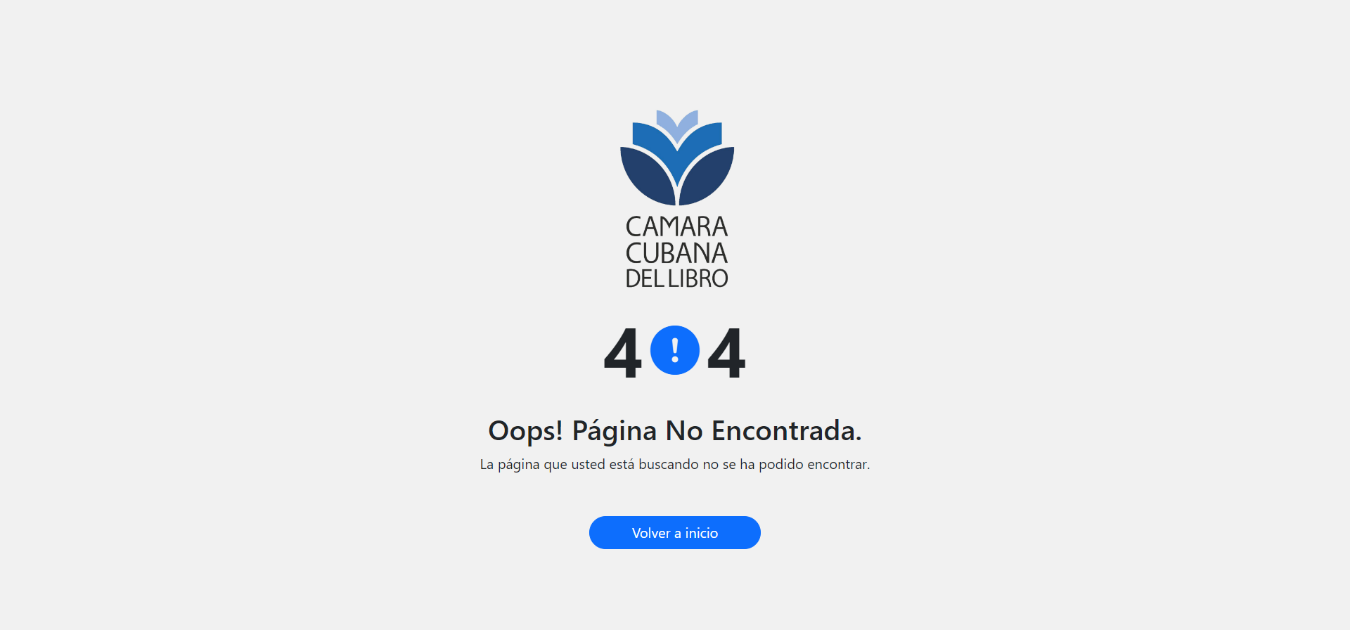 CAMARA
CUBANA
DEL LIBRO
4!4
Oops! Página No Encontrada.
La página que usted está buscando no se ha podido encontrar.
Volver a inicio